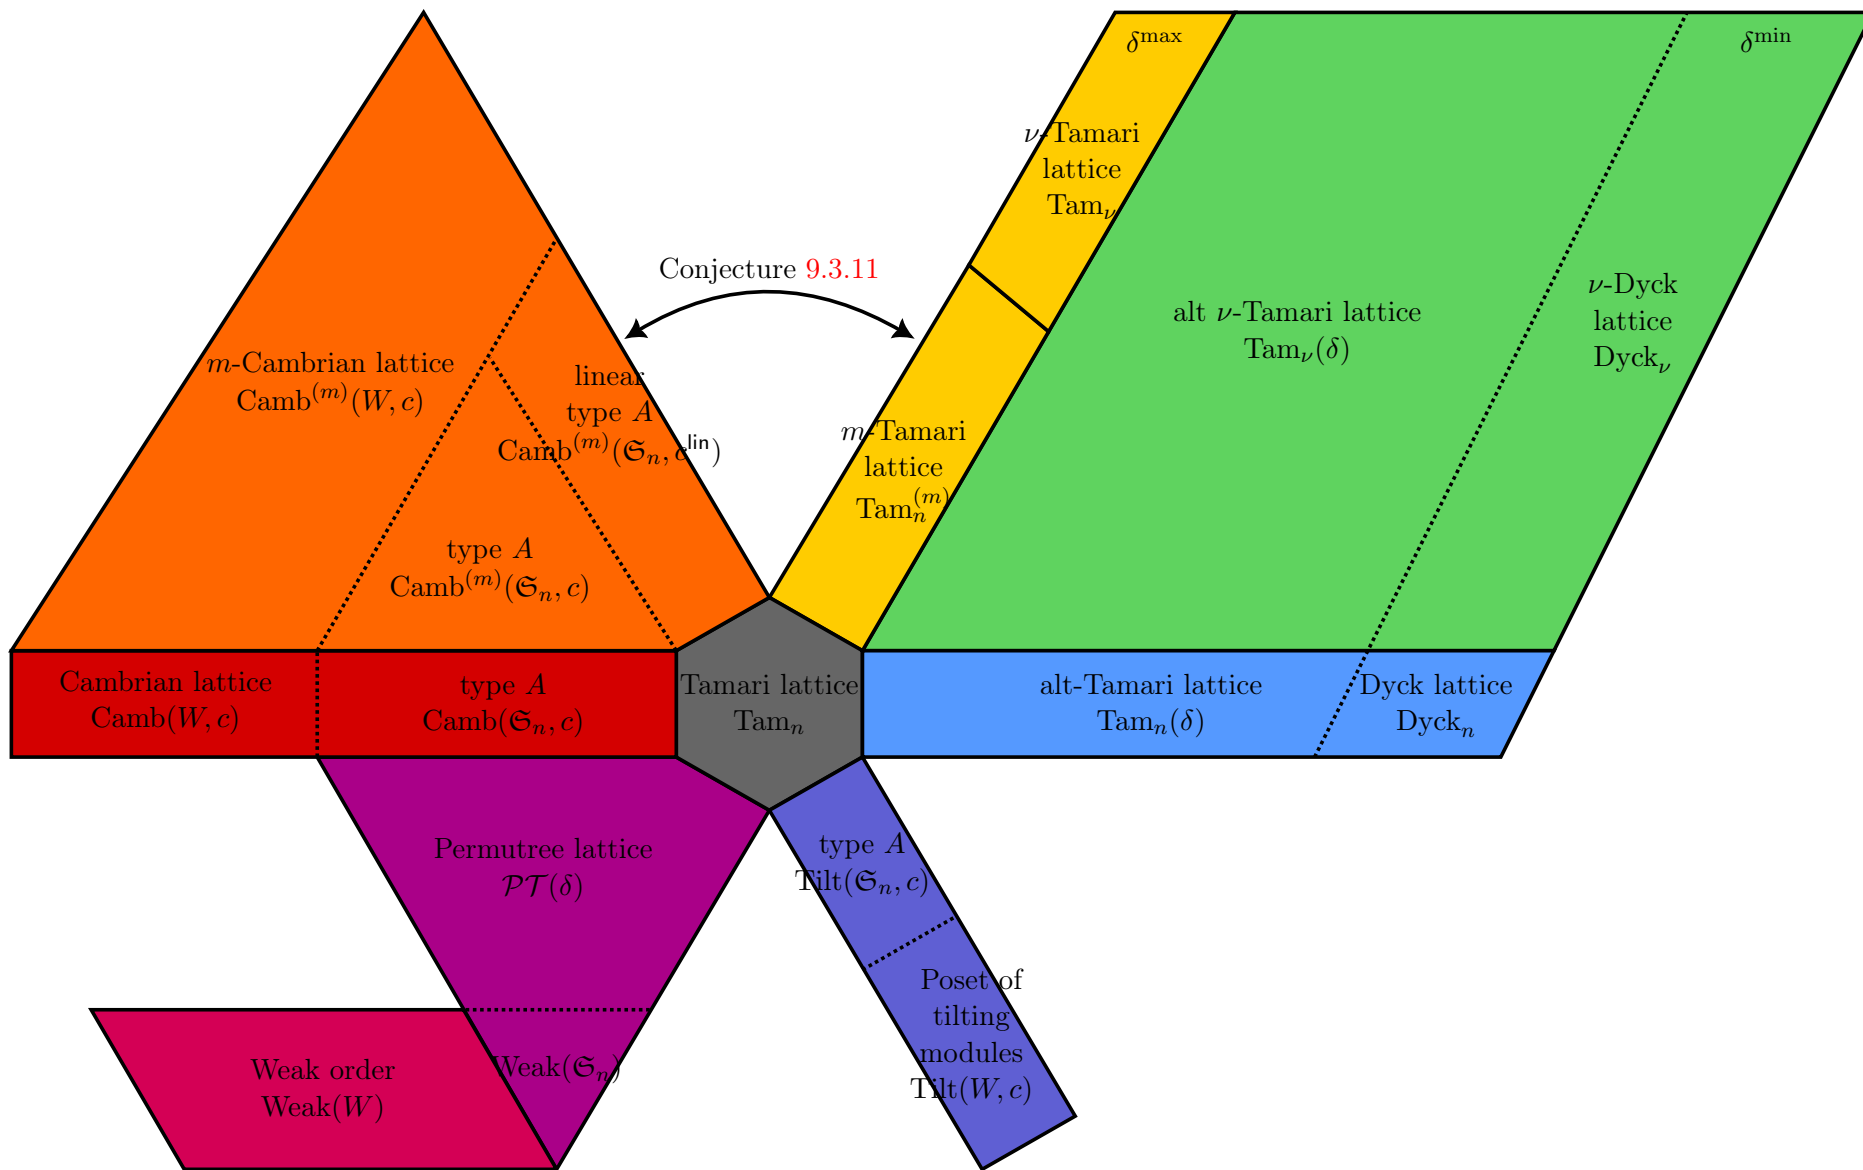 δ^max
δ^min
ν-Tamari
lattice
Tam_ν
Conjecture 9.3.11
ν-Dyck
lattice
Dyck_ν
alt ν-Tamari lattice
Tam_ν(δ)
m-Cambrian lattice
Camb^(m)(W, c)
linear
type A
Camb^(m)(𝔖_n, c^lin)
m-Tamari
lattice
Tam_n^(m)
type A
Camb^(m)(𝔖_n, c)
Cambrian lattice
Camb(W, c)
type A
Camb(𝔖_n, c)
Tamari lattice
Tam_n
alt-Tamari lattice
Tam_n(δ)
Dyck lattice
Dyck_n
Permutree lattice
𝒫𝒯(δ)
type A
Tilt(𝔖_n, c)
Poset of
tilting
modules
Tilt(W, c)
Weak order
Weak(W)
Weak(𝔖_n)